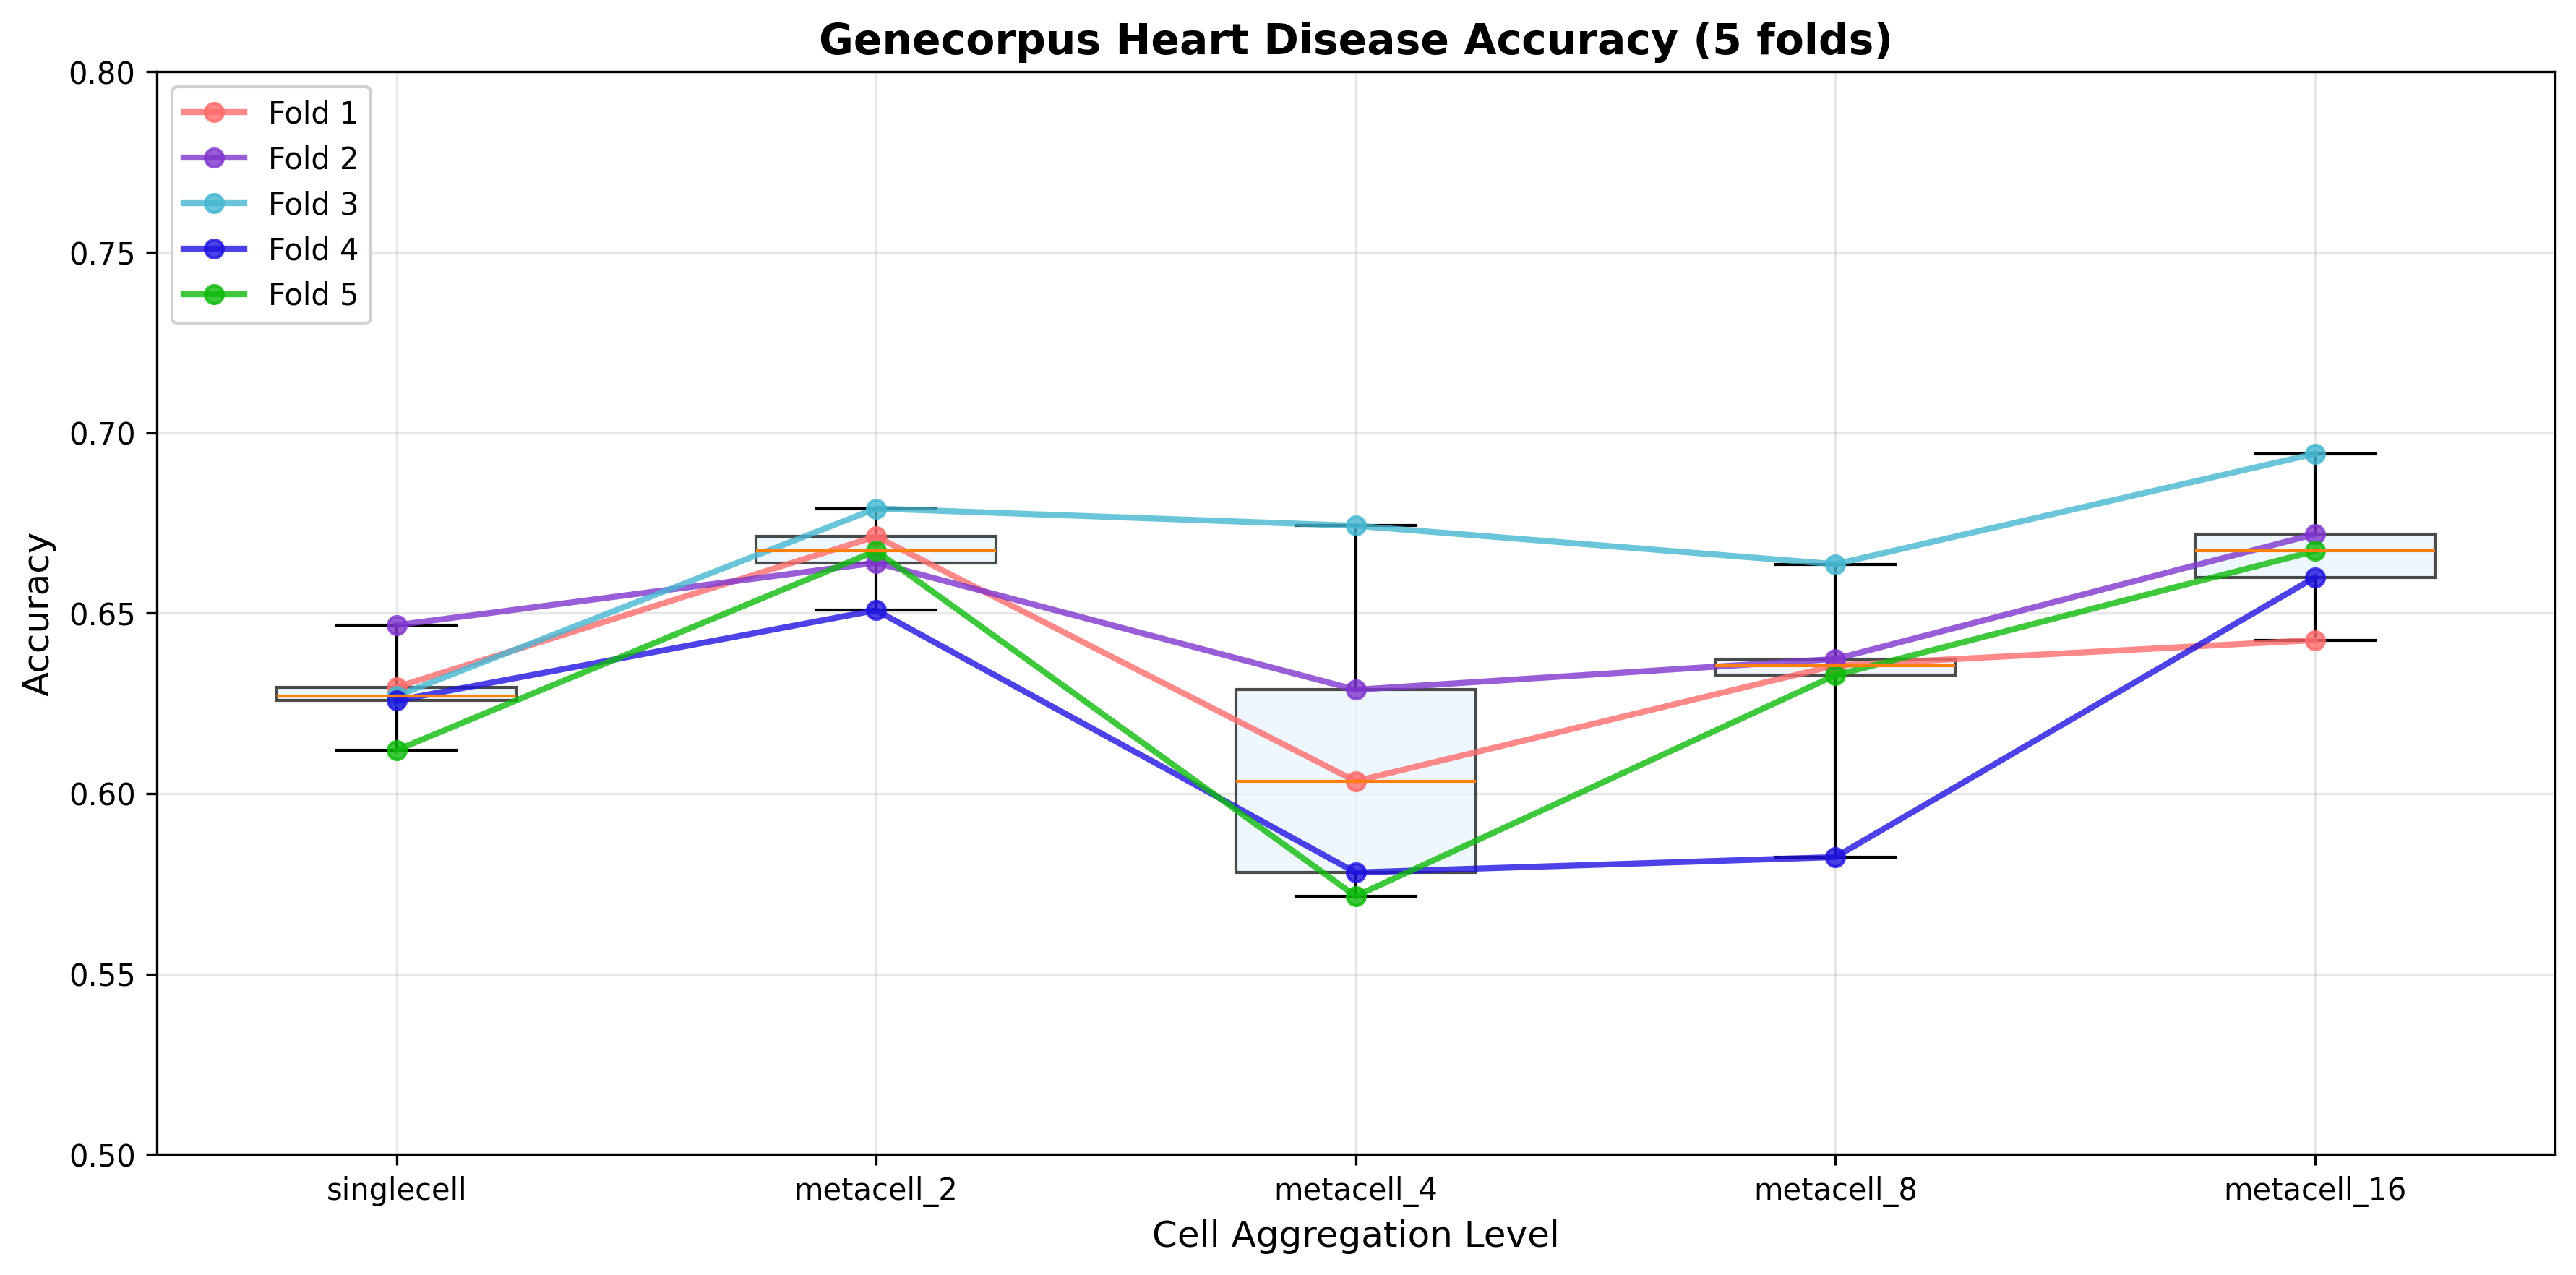 Genecorpus Heart Disease Accuracy (5 folds)
0.80
0.75
0.70
0.65
0.60
0.55
0.50
Accuracy
Fold 1
Fold 2
Fold 3
Fold 4
Fold 5
singlecell
metacell_2
metacell_4
metacell_8
metacell_16
Cell Aggregation Level